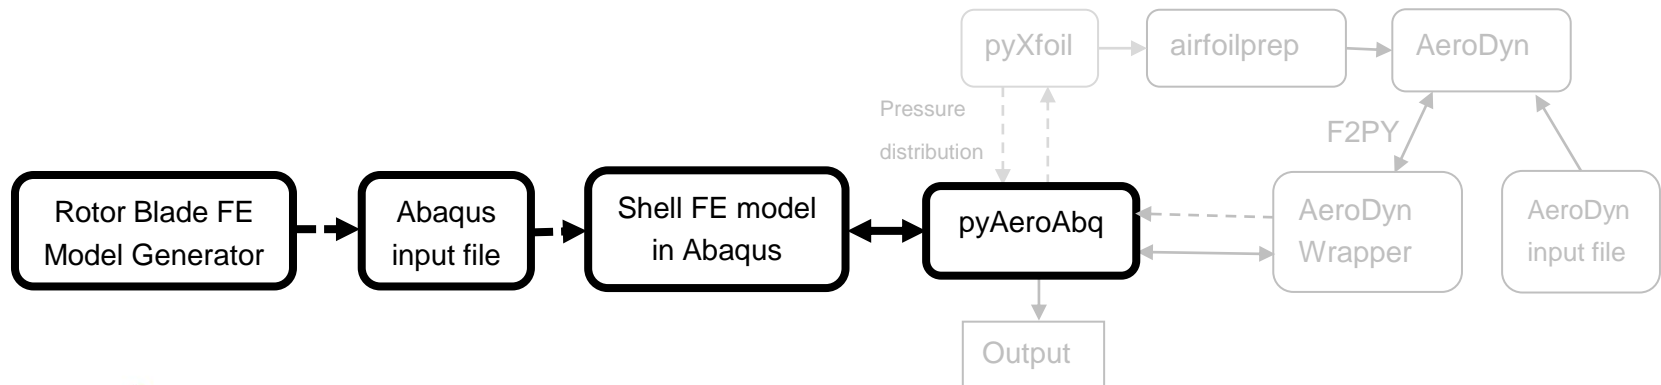 pyXfoil
airfoilprep
AeroDyn
Pressure
distribution
F2PY
Rotor Blade FE
Model Generator
Abaqus
input file
Shell FE model
in Abaqus
pyAeroAbq
AeroDyn
Wrapper
AeroDyn
input file
Output